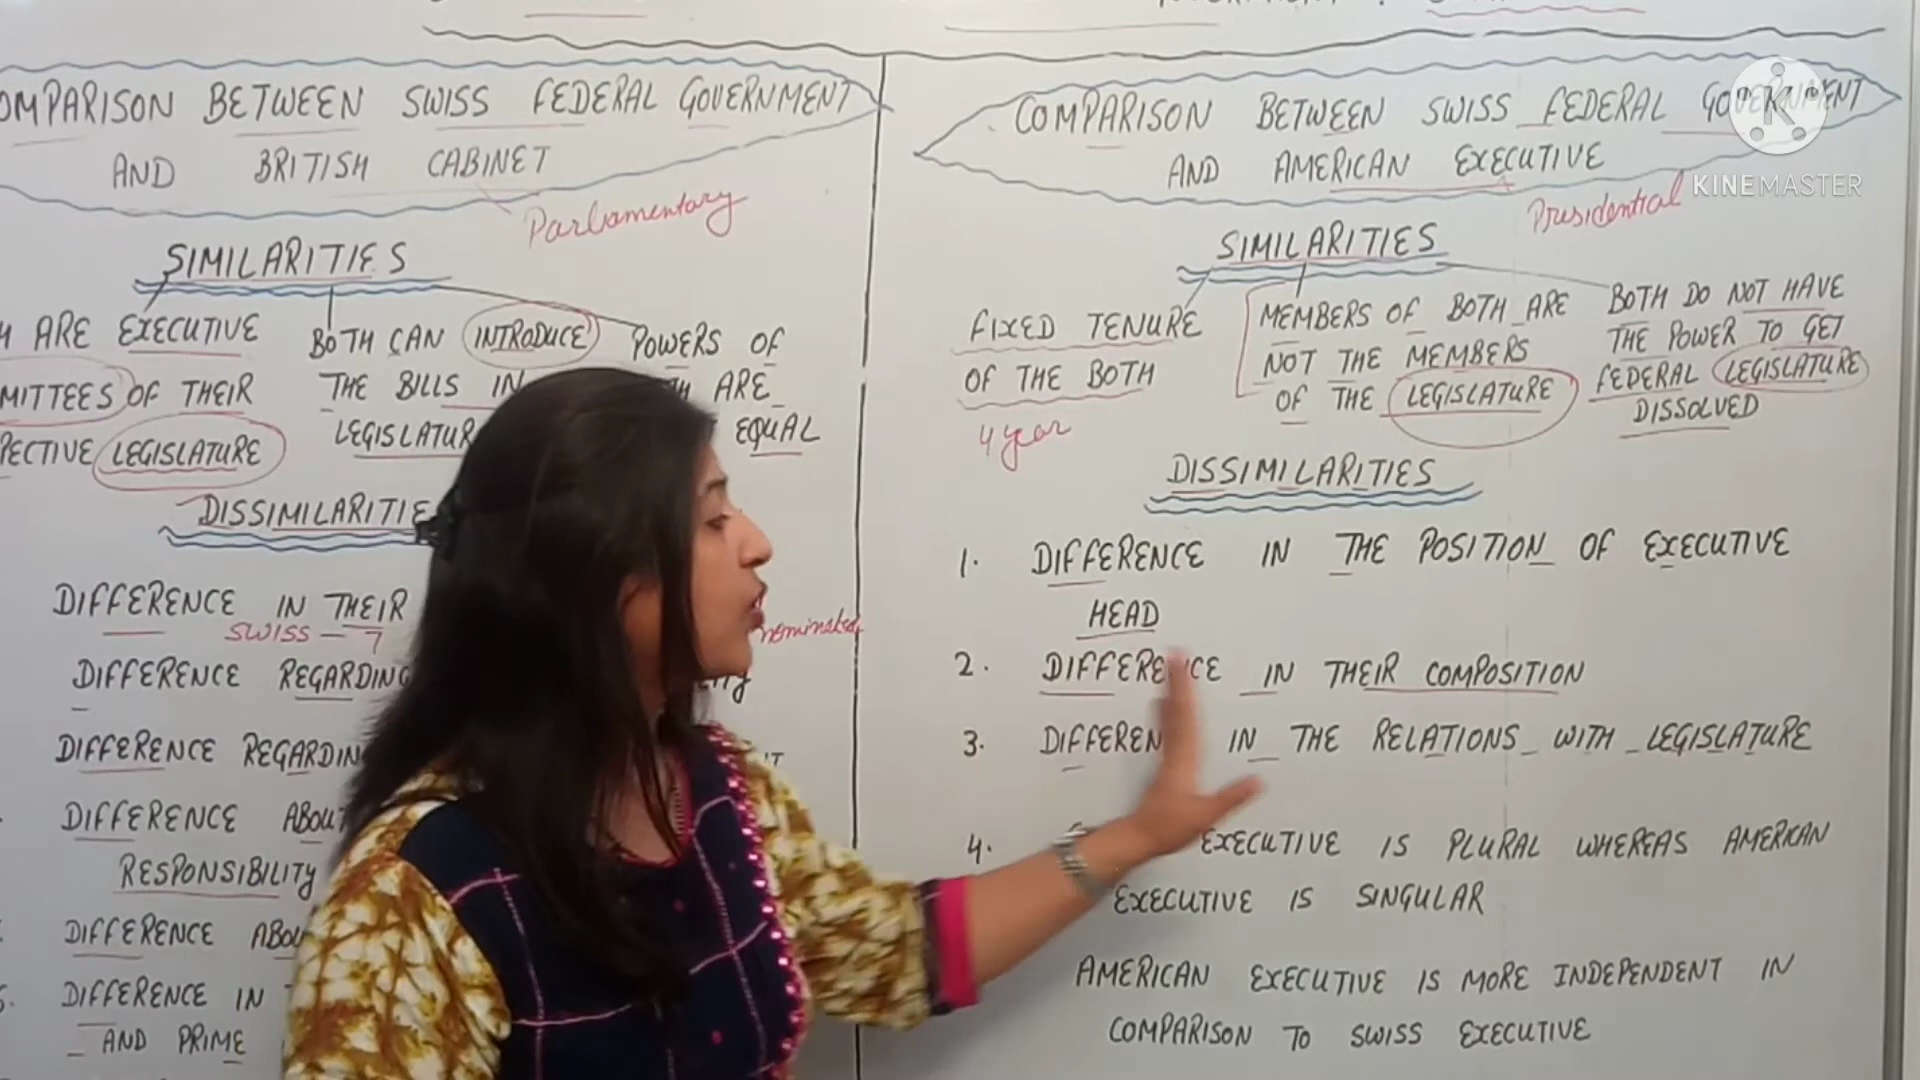 OMPARISON BETWEEN SWISS FEDERAL GOVERNMENT
AND BRITISH CABINET
Parliamentary
SIMILARITIES
ARE EXECUTIVE
MITTEES OF THEIR
PECTIVE LEGISLATURE
BOTH CAN INTRODUCE
THE BILLS IN
LEGISLATUR
POWERS OF
ARE
EQUAL
DISSIMILARITIE
DIFFERENCE IN THEIR
SWISS - 7
nominated
DIFFERENCE REGARDING
DIFFERENCE REGARDIN
DIFFERENCE ABOUT
RESPONSIBILITY
DIFFERENCE ABOU
DIFFERENCE IN
AND PRIME
COMPARISON BETWEEN SWISS FEDERAL GOVERNMENT
AND AMERICAN EXECUTIVE
KINEMASTER
Presidential
SIMILARITIES
FIXED TENURE
OF THE BOTH
4 year
MEMBERS OF BOTH ARE
NOT THE MEMBERS
OF THE LEGISLATURE
BOTH DO NOT HAVE
THE POWER TO GET
FEDERAL LEGISLATURE
DISSOLVED
DISSIMILARITIES
1. DIFFERENCE IN THE POSITION OF EXECUTIVE
HEAD
2. DIFFERENCE IN THEIR COMPOSITION
3. DIFFEREN IN THE RELATIONS WITH LEGISLATURE
4. EXECUTIVE IS PLURAL WHEREAS AMERICAN
EXECUTIVE IS SINGULAR
AMERICAN EXECUTIVE IS MORE INDEPENDENT IN
COMPARISON TO SWISS EXECUTIVE